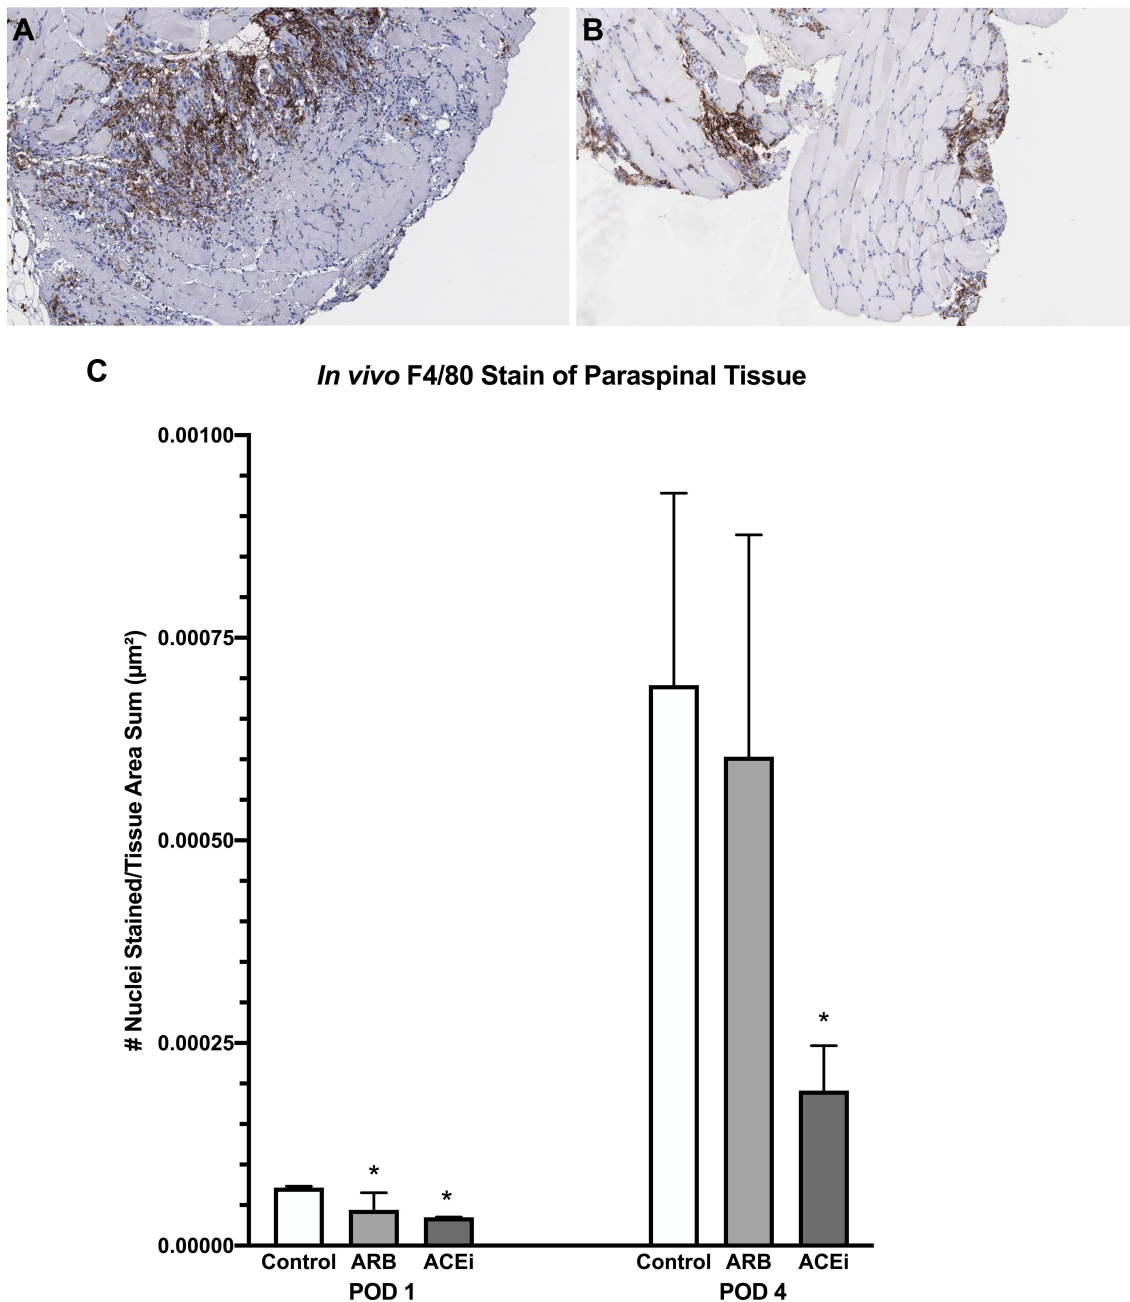 A
B
C
In vivo F4/80 Stain of Paraspinal Tissue
# Nuclei Stained/Tissue Area Sum (µm²)
0.00100
0.00075
0.00050
0.00025
0.00000
*
*
*
Control ARB ACEi
Control ARB ACEi
POD 1
POD 4